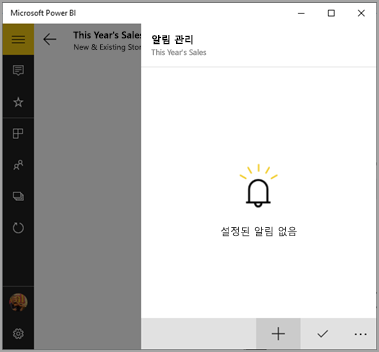 Microsoft Power BI
This Year's Sales
New & Existing Stor
알림 관리
This Year's Sales
설정된 알림 없음